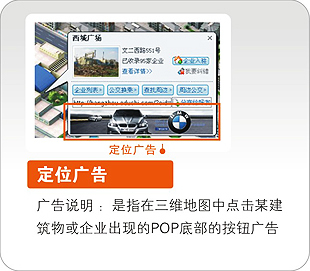 西城广场
文二西路551号
已收录95家企业
查看详情>>
企业入驻
我要纠错
企业列表»
公交换乘»
查找周边»
周边公交»
定位广告
定位广告
广告说明 ：是指在三维地图中点击某建
筑物或企业出现的POP底部的按钮广告